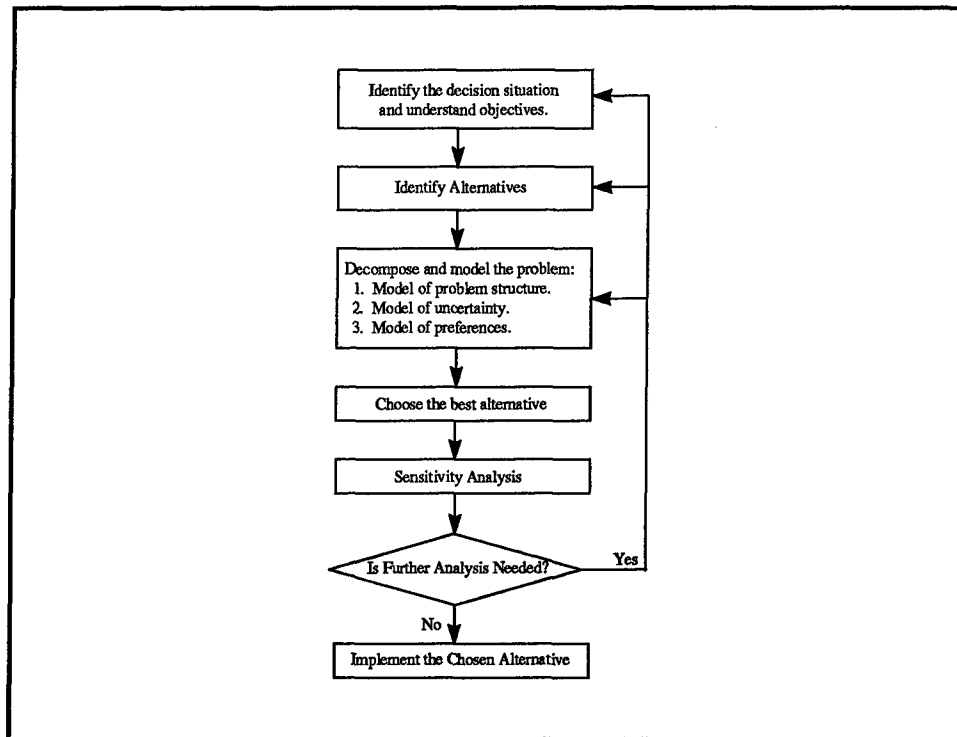 Identify the decision situation
and understand objectives.
Identify Alternatives
Decompose and model the problem:
1. Model of problem structure.
2. Model of uncertainty.
3. Model of preferences.
Choose the best alternative
Sensitivity Analysis
Is Further Analysis Needed?
Yes
No
Implement the Chosen Alternative